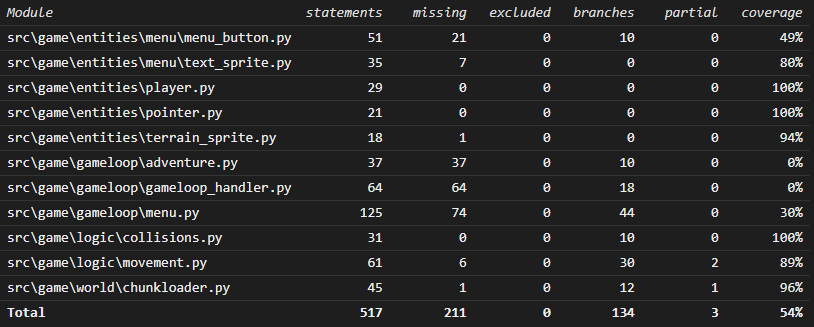 Module statements missing excluded branches partial coverage
src\game\entities\menu\menu_button.py 51 21 0 10 0 49%
src\game\entities\menu\text_sprite.py 35 7 0 0 0 80%
src\game\entities\player.py 29 0 0 0 0 100%
src\game\entities\pointer.py 21 0 0 0 0 100%
src\game\entities\terrain_sprite.py 18 1 0 0 0 94%
src\game\gameloop\adventure.py 37 37 0 10 0 0%
src\game\gameloop\gameloop_handler.py 64 64 0 18 0 0%
src\game\gameloop\menu.py 125 74 0 44 0 30%
src\game\logic\collisions.py 31 0 0 10 0 100%
src\game\logic\movement.py 61 6 0 30 2 89%
src\game\world\chunkloader.py 45 1 0 12 1 96%
Total 517 211 0 134 3 54%